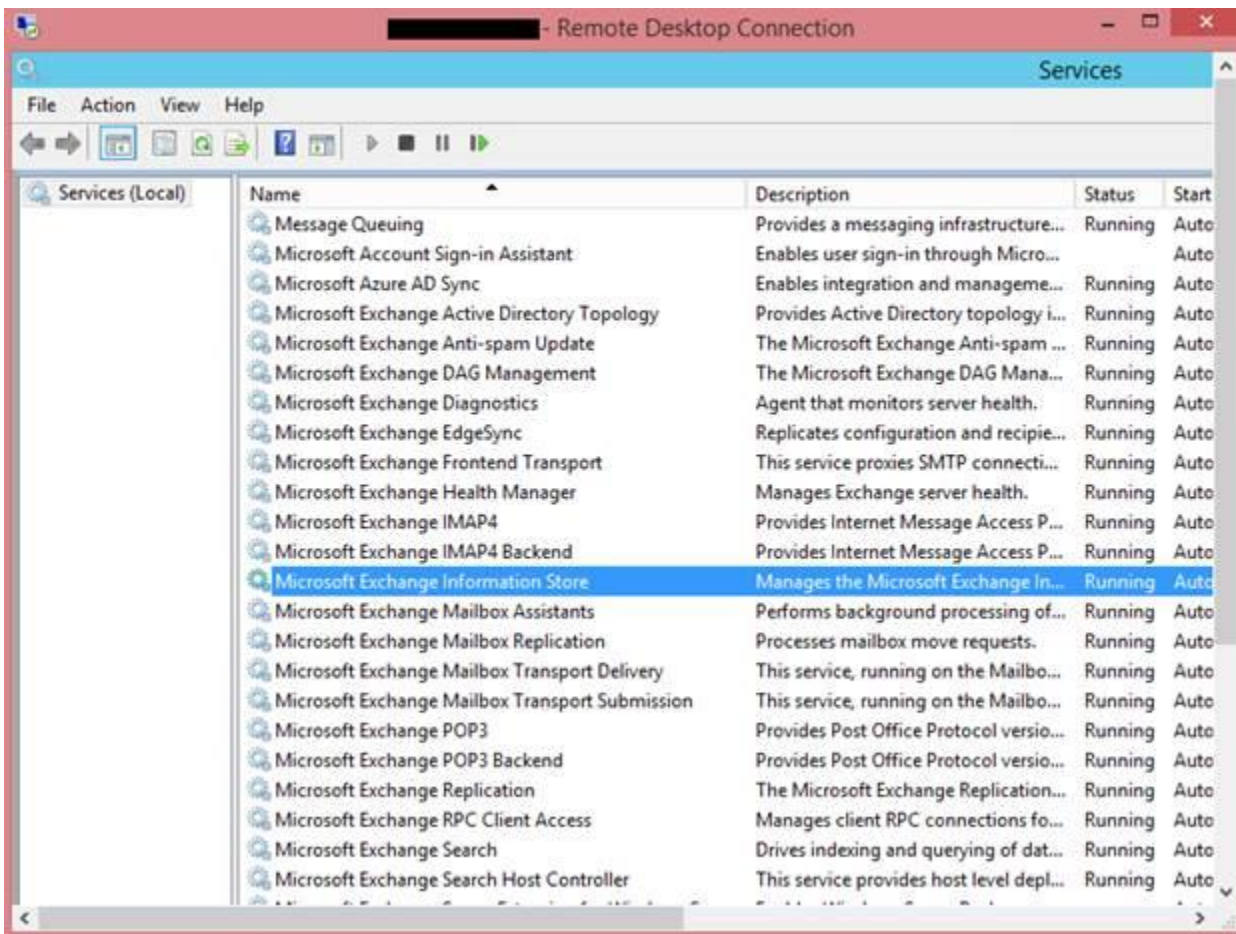 - Remote Desktop Connection
Services
File Action View Help
Services (Local)
Name Description Status Start
Message Queuing Provides a messaging infrastructure... Running Auto
Microsoft Account Sign-in Assistant Enables user sign-in through Micro... Auto
Microsoft Azure AD Sync Enables integration and manageme... Running Auto
Microsoft Exchange Active Directory Topology Provides Active Directory topology i... Running Auto
Microsoft Exchange Anti-spam Update The Microsoft Exchange Anti-spam ... Running Auto
Microsoft Exchange DAG Management The Microsoft Exchange DAG Mana... Running Auto
Microsoft Exchange Diagnostics Agent that monitors server health. Running Auto
Microsoft Exchange EdgeSync Replicates configuration and recipie... Running Auto
Microsoft Exchange Frontend Transport This service proxies SMTP connecti... Running Auto
Microsoft Exchange Health Manager Manages Exchange server health. Running Auto
Microsoft Exchange IMAP4 Provides Internet Message Access P... Running Auto
Microsoft Exchange IMAP4 Backend Provides Internet Message Access P... Running Auto
Microsoft Exchange Information Store Manages the Microsoft Exchange In... Running Auto
Microsoft Exchange Mailbox Assistants Performs background processing of... Running Auto
Microsoft Exchange Mailbox Replication Processes mailbox move requests. Running Auto
Microsoft Exchange Mailbox Transport Delivery This service, running on the Mailbo... Running Auto
Microsoft Exchange Mailbox Transport Submission This service, running on the Mailbo... Running Auto
Microsoft Exchange POP3 Provides Post Office Protocol versio... Running Auto
Microsoft Exchange POP3 Backend Provides Post Office Protocol versio... Running Auto
Microsoft Exchange Replication The Microsoft Exchange Replication... Running Auto
Microsoft Exchange RPC Client Access Manages client RPC connections fo... Running Auto
Microsoft Exchange Search Drives indexing and querying of dat... Running Auto
Microsoft Exchange Search Host Controller This service provides host level depl... Running Auto